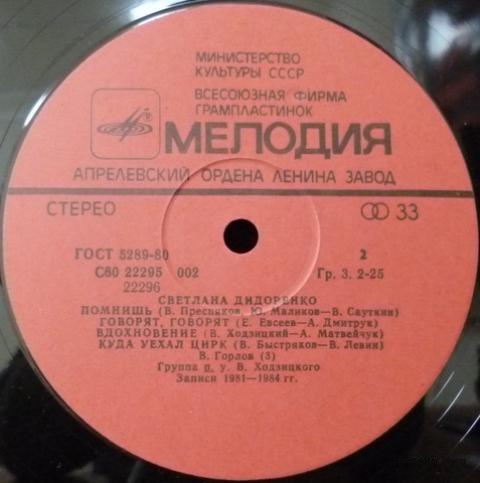 МИНИСТЕРСТВО
КУЛЬТУРЫ СССР
ВСЕСОЮЗНАЯ ФИРМА
ГРАМПЛАСТИНОК
МЕЛОДИЯ
АПРЕЛЕВСКИЙ ОРДЕНА ЛЕНИНА ЗАВОД
СТЕРЕО 33
ГОСТ 5289-80 2
С60 22295 002 Гр. 3. 2-25
22296
СВЕТЛАНА ДИДОРЕНКО
ПОМНИШЬ (В. Пресняков, Ю. Маликов—В. Сауткин)
ГОВОРЯТ, ГОВОРЯТ (Е. Евсеев—А. Дмитрук)
ВДОХНОВЕНИЕ (В. Ходзицкий—А. Матвейчук)
КУДА УЕХАЛ ЦИРК (В. Быстряков—В. Левин)
В. Горлов (3)
Группа п. у. В. Ходзицкого
Записи 1981—1984 гг.